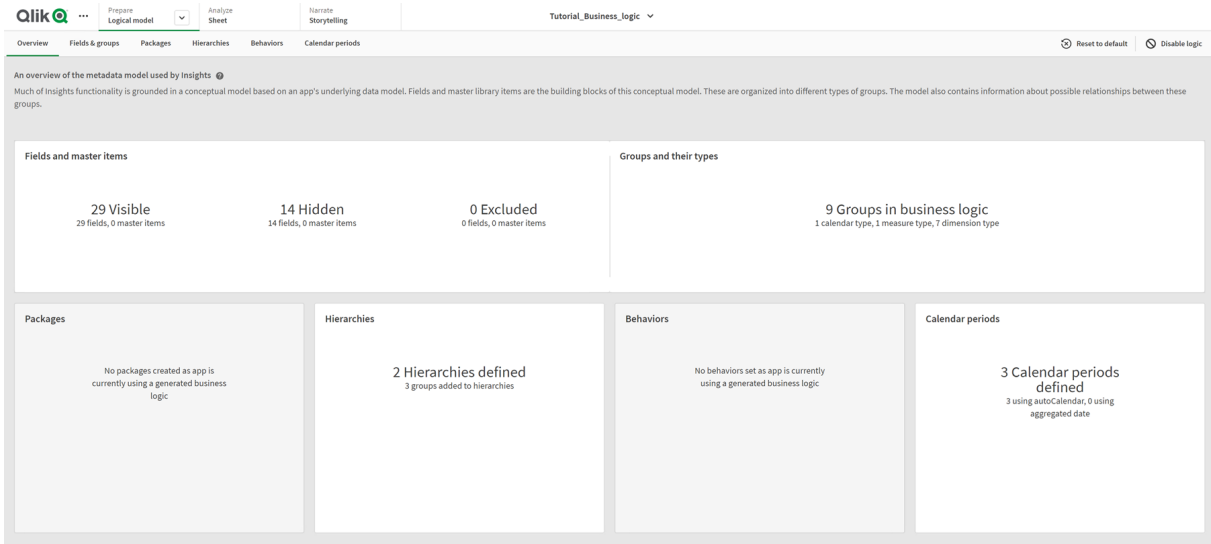 Qlik
Prepare
Logical model
Analyze
Sheet
Narrate
Storytelling
Tutorial_Business_logic
Overview
Fields & groups
Packages
Hierarchies
Behaviors
Calendar periods
Reset to default
Disable logic
An overview of the metadata model used by Insights
Much of Insights functionality is grounded in a conceptual model based on an app's underlying data model. Fields and master library items are the building blocks of this conceptual model. These are organized into different types of groups. The model also contains information about possible relationships between these
groups.
Fields and master items
29 Visible
29 fields, 0 master items
14 Hidden
14 fields, 0 master items
0 Excluded
0 fields, 0 master items
Groups and their types
9 Groups in business logic
1 calendar type, 1 measure type, 7 dimension type
Packages
No packages created as app is
currently using a generated business
logic
Hierarchies
2 Hierarchies defined
3 groups added to hierarchies
Behaviors
No behaviors set as app is currently
using a generated business logic
Calendar periods
3 Calendar periods
defined
3 using autoCalendar, 0 using
aggregated date